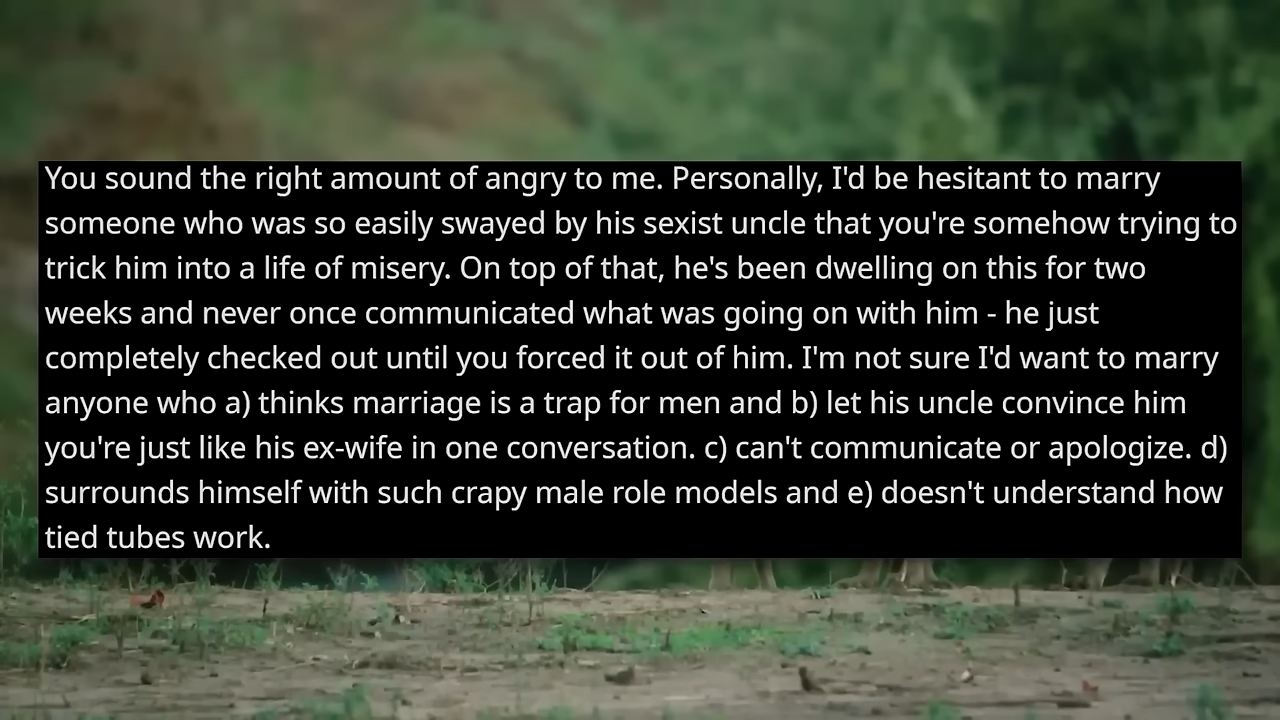 You sound the right amount of angry to me. Personally, I'd be hesitant to marry
someone who was so easily swayed by his sexist uncle that you're somehow trying to
trick him into a life of misery. On top of that, he's been dwelling on this for two
weeks and never once communicated what was going on with him - he just
completely checked out until you forced it out of him. I'm not sure I'd want to marry
anyone who a) thinks marriage is a trap for men and b) let his uncle convince him
you're just like his ex-wife in one conversation. c) can't communicate or apologize. d)
surrounds himself with such crapy male role models and e) doesn't understand how
tied tubes work.